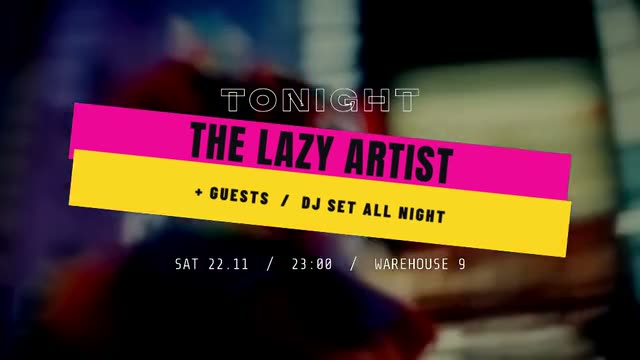 TONIGHT
THE LAZY ARTIST
+ GUESTS / DJ SET ALL NIGHT
SAT 22.11 / 23:00 / WAREHOUSE 9